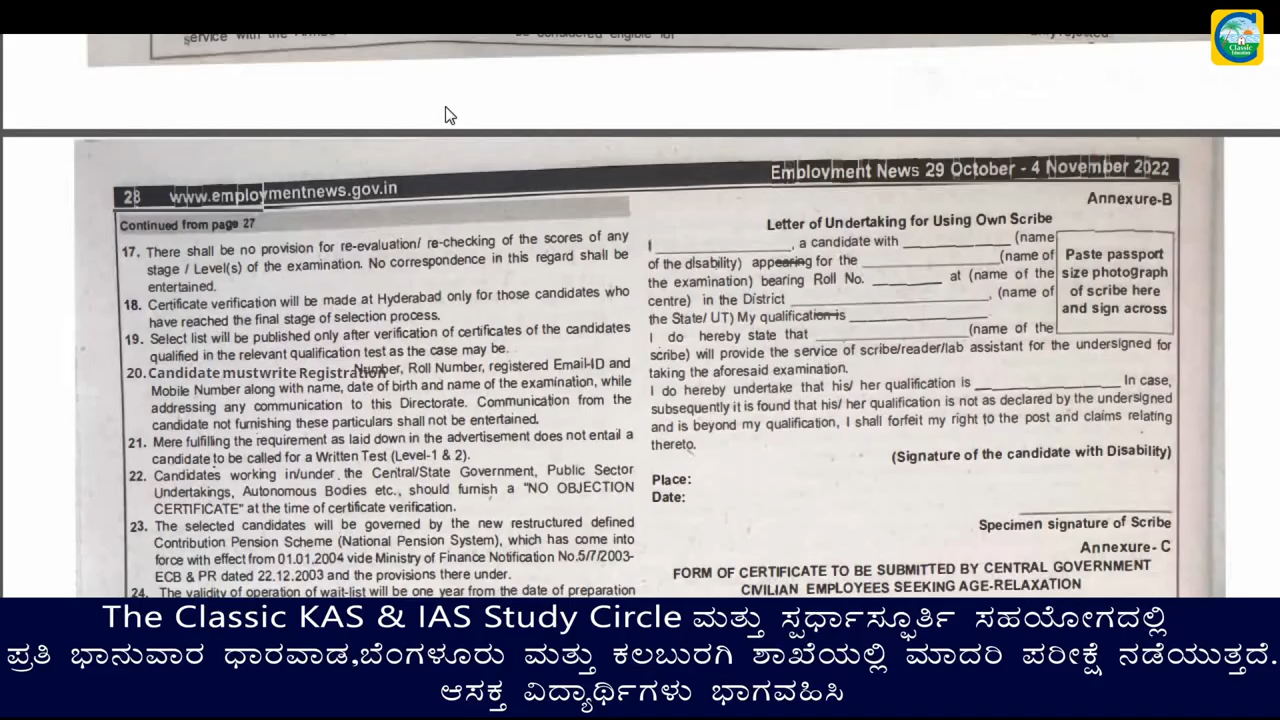 service with the
be considered eligible for
Classic
Education
28 www.employmentnews.gov.in
Employment News 29 October - 4 November 2022
Continued from page 27
17. There shall be no provision for re-evaluation/ re-checking of the scores of any
stage / Level(s) of the examination. No correspondence in this regard shall be
entertained.
18. Certificate verification will be made at Hyderabad only for those candidates who
have reached the final stage of selection process.
19. Select list will be published only after verification of certificates of the candidates
qualified in the relevant qualification test as the case may be.
20. Candidate mustwrite Registration Number, Roll Number, registered Email-ID and
Mobile Number along with name, date of birth and name of the examination, while
addressing any communication to this Directorate. Communication from the
candidate not furnishing these particulars shall not be entertained.
21. Mere fulfilling the requirement as laid down in the advertisement does not entail a
candidate to be called for a Written Test (Level-1 & 2).
22. Candidates working in/under the Central/State Government, Public Sector
Undertakings, Autonomous Bodies etc., should furnish a "NO OBJECTION
CERTIFICATE" at the time of certificate verification.
23. The selected candidates will be governed by the new restructured defined
Contribution Pension Scheme (National Pension System), which has come into
force with effect from 01.01.2004 vide Ministry of Finance Notification No.5/7/2003-
ECB & PR dated 22.12.2003 and the provisions there under.
24. The validity of operation of wait-list will be one year from the date of preparation
Annexure-B
Letter of Undertaking for Using Own Scribe
I ____________, a candidate with ____________ (name
of the disability) appearing for the ____________ (name of
the examination) bearing Roll No. ________ at (name of the
centre) in the District ____________, (name of
the State/ UT) My qualification is ____________
I do hereby state that ____________ (name of the
scribe) will provide the service of scribe/reader/lab assistant for the undersigned for
taking the aforesaid examination.
I do hereby undertake that his/ her qualification is ____________ In case,
subsequently it is found that his/ her qualification is not as declared by the undersigned
and is beyond my qualification, I shall forfeit my right to the post and claims relating
thereto.
Paste passport
size photograph
of scribe here
and sign across
(Signature of the candidate with Disability)
Place:
Date:
Specimen signature of Scribe
Annexure- C
FORM OF CERTIFICATE TO BE SUBMITTED BY CENTRAL GOVERNMENT
CIVILIAN EMPLOYEES SEEKING AGE-RELAXATION
The Classic KAS & IAS Study Circle ಮತ್ತು ಸ್ಪರ್ಧಾಸ್ಫೂರ್ತಿ ಸಹಯೋಗದಲ್ಲಿ
ಪ್ರತಿ ಭಾನುವಾರ ಧಾರವಾಡ,ಬೆಂಗಳೂರು ಮತ್ತು ಕಲಬುರಗಿ ಶಾಖೆಯಲ್ಲಿ ಮಾದರಿ ಪರೀಕ್ಷೆ ನಡೆಯುತ್ತದೆ.
ಆಸಕ್ತ ವಿದ್ಯಾರ್ಥಿಗಳು ಭಾಗವಹಿಸಿ